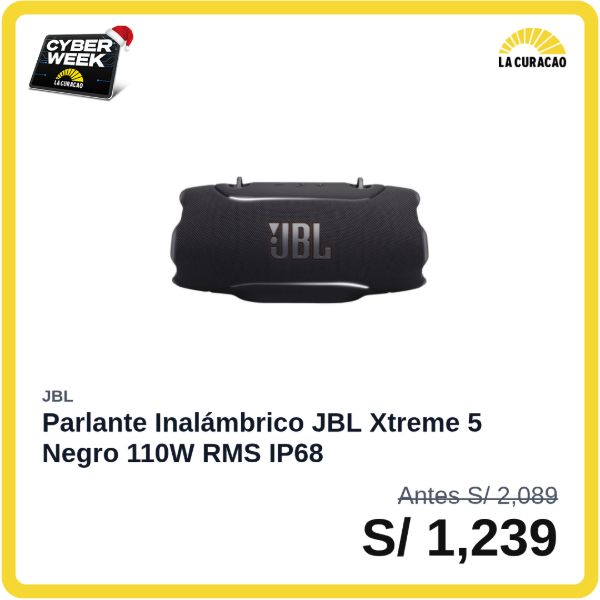 CYBER
WEEK
LA CURACAO
LA CURACAO
JBL
JBL
Parlante Inalámbrico JBL Xtreme 5
Negro 110W RMS IP68
Antes S/ 2,089
S/ 1,239